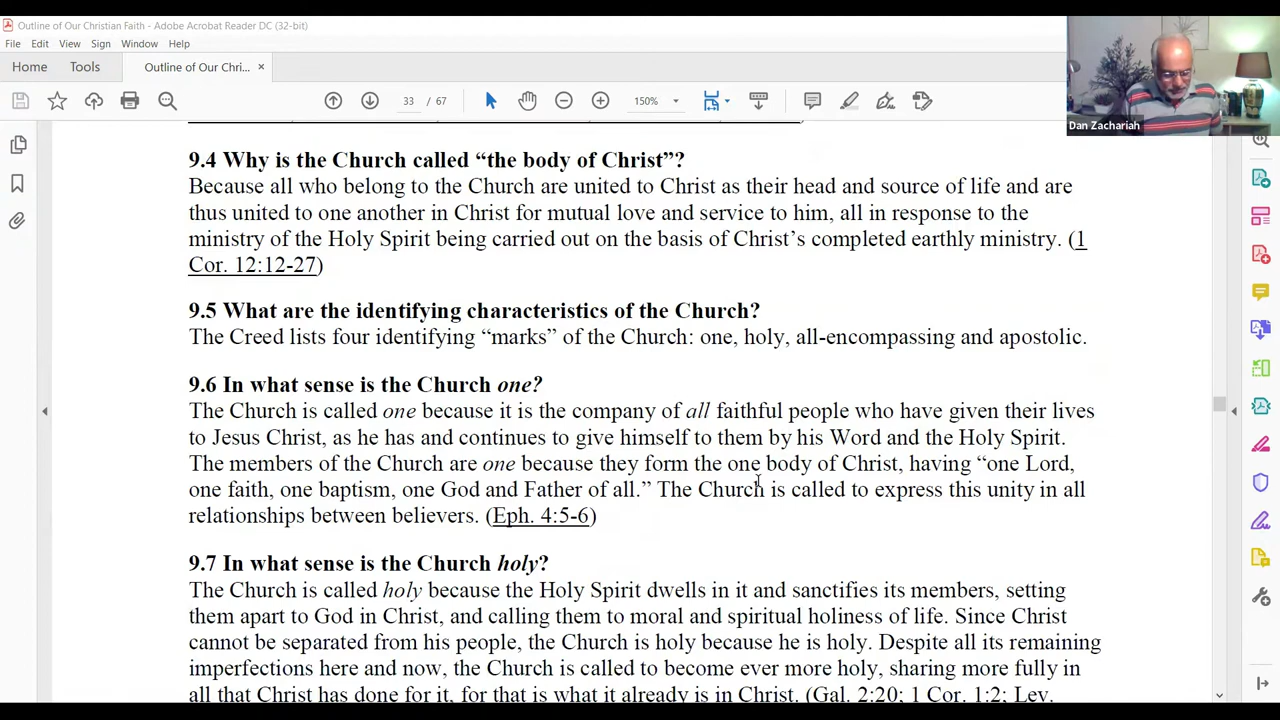 Outline of Our Christian Faith - Adobe Acrobat Reader DC (32-bit)
File Edit View Sign Window Help
Home Tools Outline of Our Chri... ×
33 / 67 150%
Dan Zachariah
9.4 Why is the Church called “the body of Christ”?
Because all who belong to the Church are united to Christ as their head and source of life and are
thus united to one another in Christ for mutual love and service to him, all in response to the
ministry of the Holy Spirit being carried out on the basis of Christ’s completed earthly ministry. (1
Cor. 12:12-27)
9.5 What are the identifying characteristics of the Church?
The Creed lists four identifying “marks” of the Church: one, holy, all-encompassing and apostolic.
9.6 In what sense is the Church one?
The Church is called one because it is the company of all faithful people who have given their lives
to Jesus Christ, as he has and continues to give himself to them by his Word and the Holy Spirit.
The members of the Church are one because they form the one body of Christ, having “one Lord,
one faith, one baptism, one God and Father of all.” The Church is called to express this unity in all
relationships between believers. (Eph. 4:5-6)
9.7 In what sense is the Church holy?
The Church is called holy because the Holy Spirit dwells in it and sanctifies its members, setting
them apart to God in Christ, and calling them to moral and spiritual holiness of life. Since Christ
cannot be separated from his people, the Church is holy because he is holy. Despite all its remaining
imperfections here and now, the Church is called to become ever more holy, sharing more fully in
all that Christ has done for it, for that is what it already is in Christ. (Gal. 2:20; 1 Cor. 1:2; Lev.